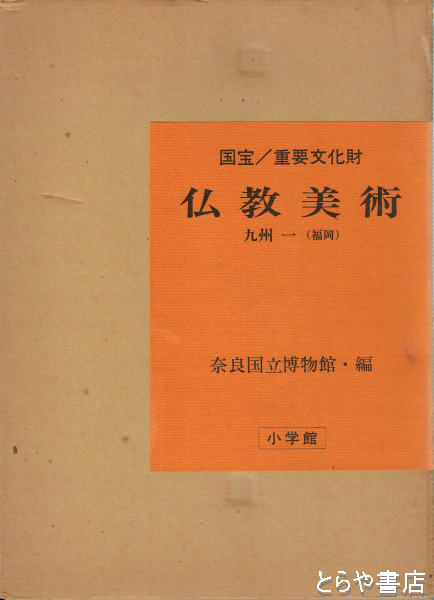 国宝/重要文化財
仏教美術
九州 一（福岡）
奈良国立博物館・編
小学館
とらや書店